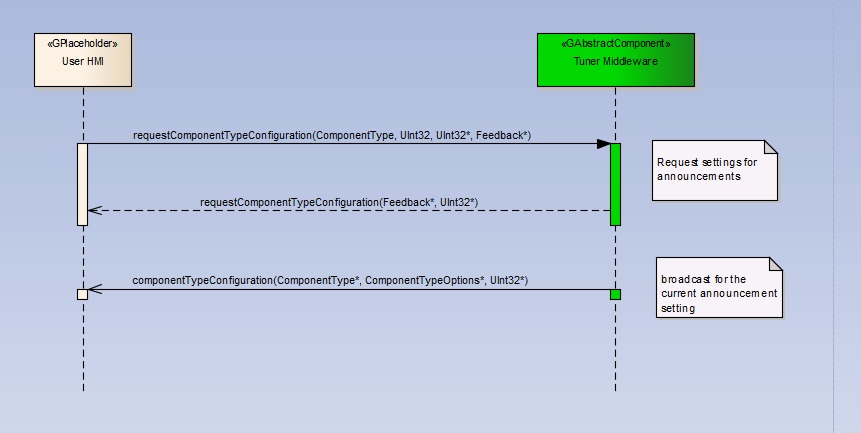 «GPlaceholder»
User HMI
«GAbstractComponent»
Tuner Middleware
requestComponentTypeConfiguration(ComponentType, UInt32, UInt32*, Feedback*)
Request settings for
announcements
requestComponentTypeConfiguration(Feedback*, UInt32*)
componentTypeConfiguration(ComponentType*, ComponentTypeOptions*, UInt32*)
broadcast for the
current announcement
setting